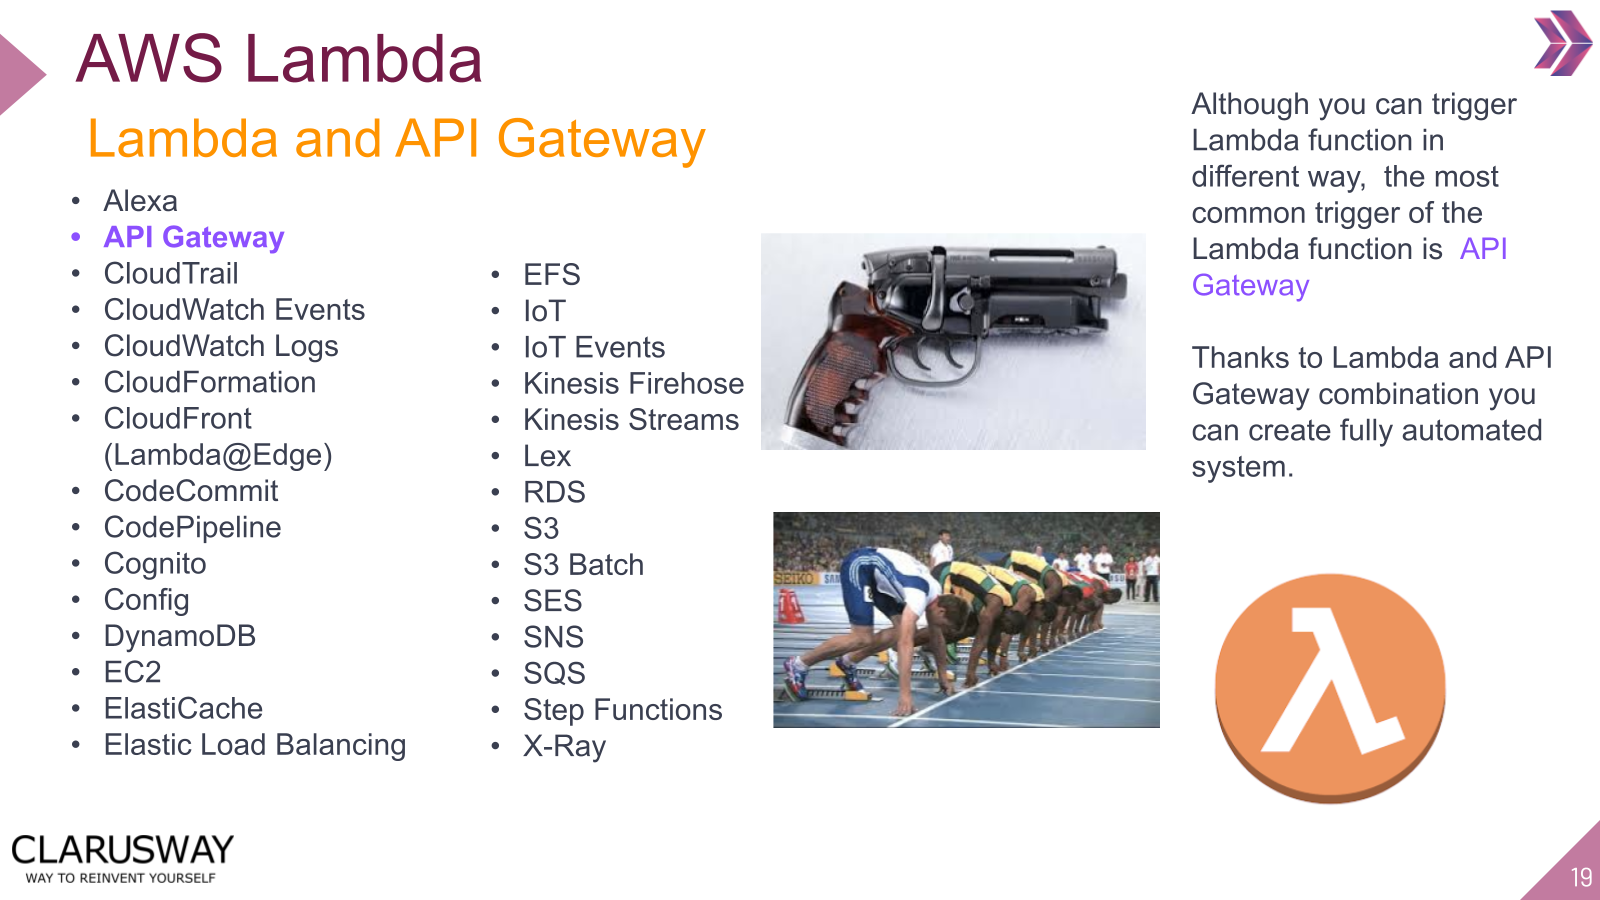 AWS Lambda
Lambda and API Gateway
• Alexa
• API Gateway
• CloudTrail
• CloudWatch Events
• CloudWatch Logs
• CloudFormation
• CloudFront
(Lambda@Edge)
• CodeCommit
• CodePipeline
• Cognito
• Config
• DynamoDB
• EC2
• ElastiCache
• Elastic Load Balancing
• EFS
• IoT
• IoT Events
• Kinesis Firehose
• Kinesis Streams
• Lex
• RDS
• S3
• S3 Batch
• SES
• SNS
• SQS
• Step Functions
• X-Ray
SEIKO
Although you can trigger
Lambda function in
different way,  the most
common trigger of the
Lambda function is  API
Gateway
Thanks to Lambda and API
Gateway combination you
can create fully automated
system.
CLARUSWAY
WAY TO REINVENT YOURSELF
19